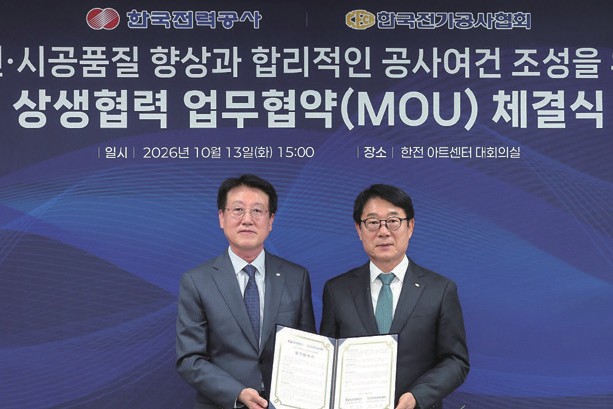 한국전력공사 한국전기공사협회
·시공품질 향상과 합리적인 공사여건 조성을
상생협력 업무협약(MOU) 체결식
일시 2026년 10월 13일(화) 15:00 장소 한전 아트센터 대회의실